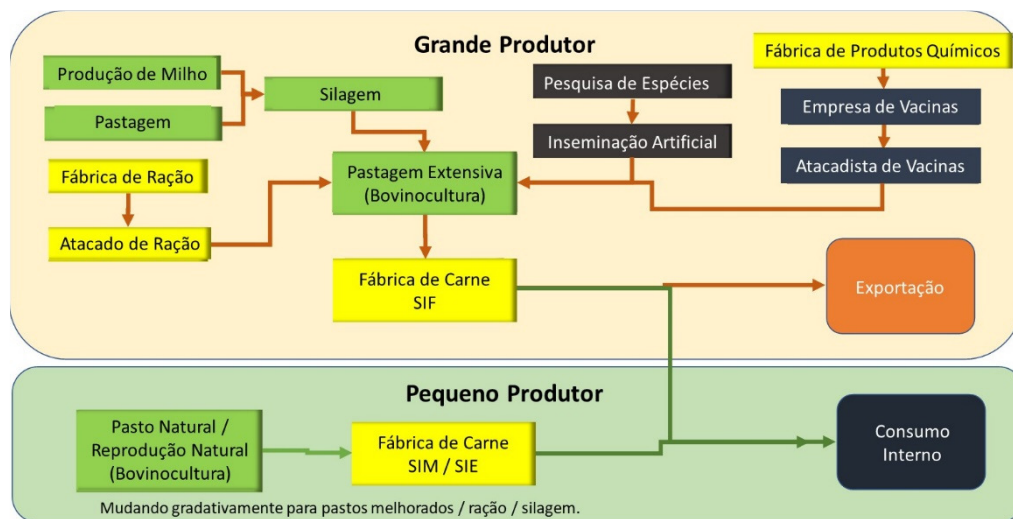 Grande Produtor
Produção de Milho
Pastagem
Silagem
Fábrica de Ração
Atacado de Ração
Pastagem Extensiva
(Bovinocultura)
Pesquisa de Espécies
Inseminação Artificial
Fábrica de Produtos Químicos
Empresa de Vacinas
Atacadista de Vacinas
Fábrica de Carne
SIF
Exportação
Pequeno Produtor
Pasto Natural /
Reprodução Natural
(Bovinocultura)
Fábrica de Carne
SIM / SIE
Consumo
Interno
Mudando gradativamente para pastos melhorados / ração / silagem.